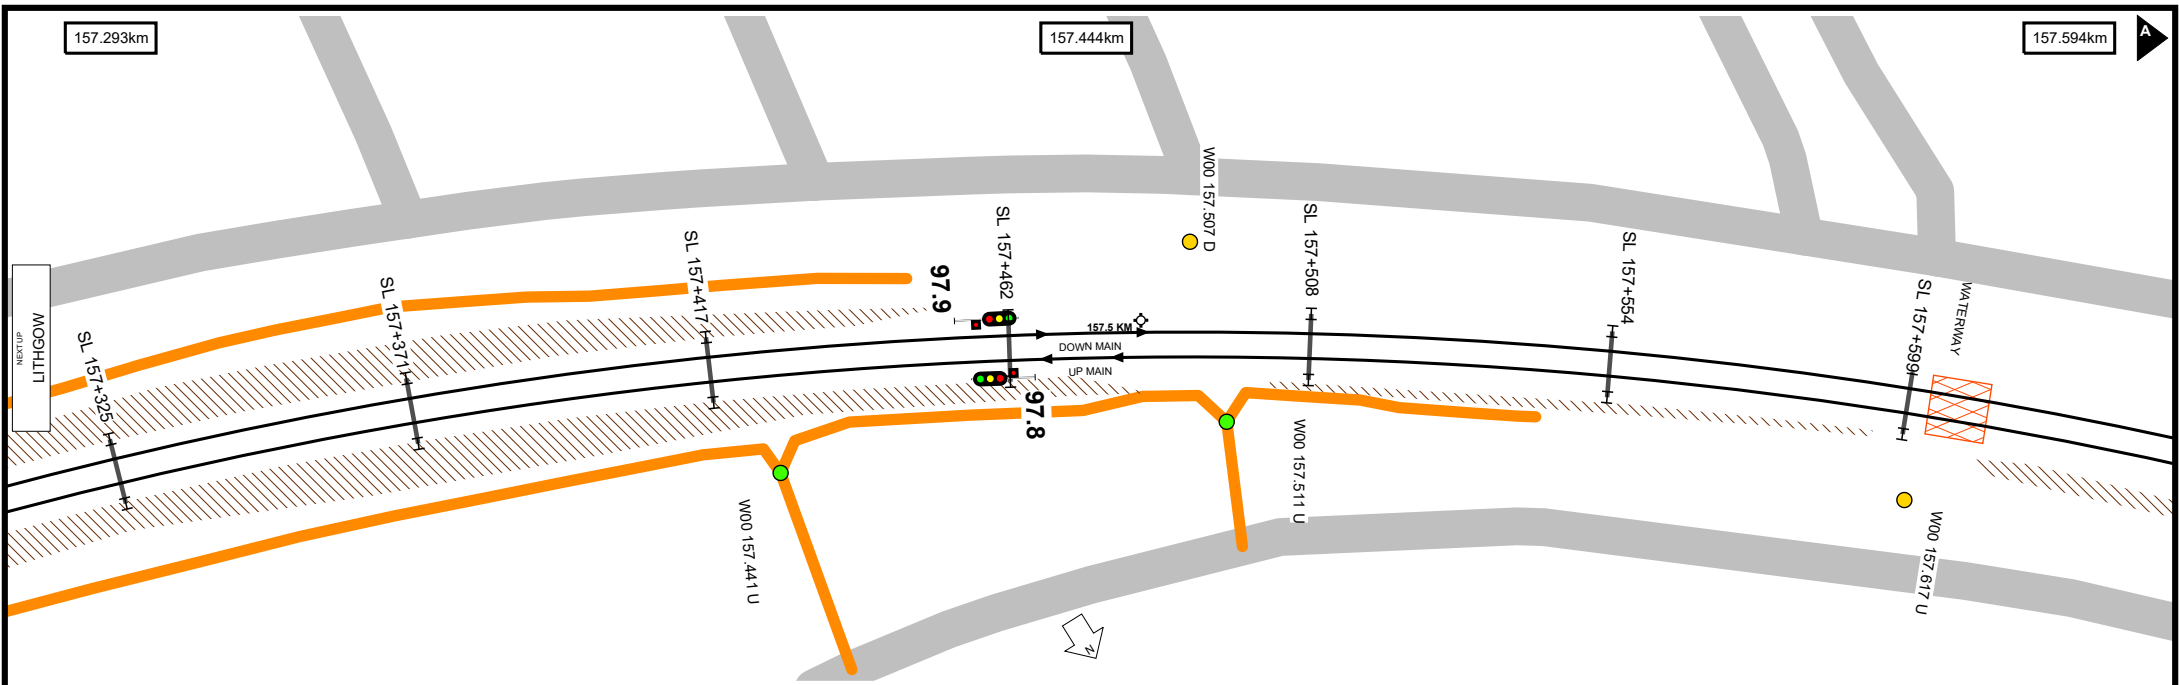 157.293km
157.444km
157.594km
A
W00 157.507 D
SL 157+325
SL 157+371
SL 157+417
97.9
SL 157+462
SL 157+508
SL 157+554
SL 157+599
WATERWAY
NEXT UP
LITHGOW
157.5 KM
DOWN MAIN
UP MAIN
97.8
W00 157.441 U
W00 157.511 U
W00 157.617 U
N